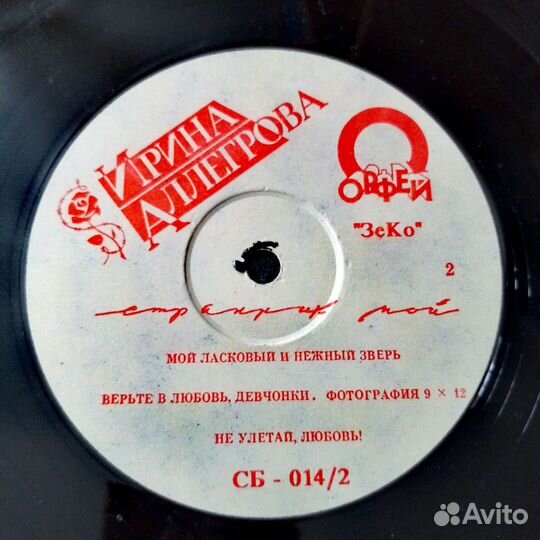 ИРИНА
АЛЛЕГРОВА
ОРФЕЙ
"ЗеКо"
2
странник мой
МОЙ ЛАСКОВЫЙ И НЕЖНЫЙ ЗВЕРЬ
ВЕРЬТЕ В ЛЮБОВЬ, ДЕВЧОНКИ. ФОТОГРАФИЯ 9 × 12
НЕ УЛЕТАЙ, ЛЮБОВЬ!
СБ - 014/2
Avito